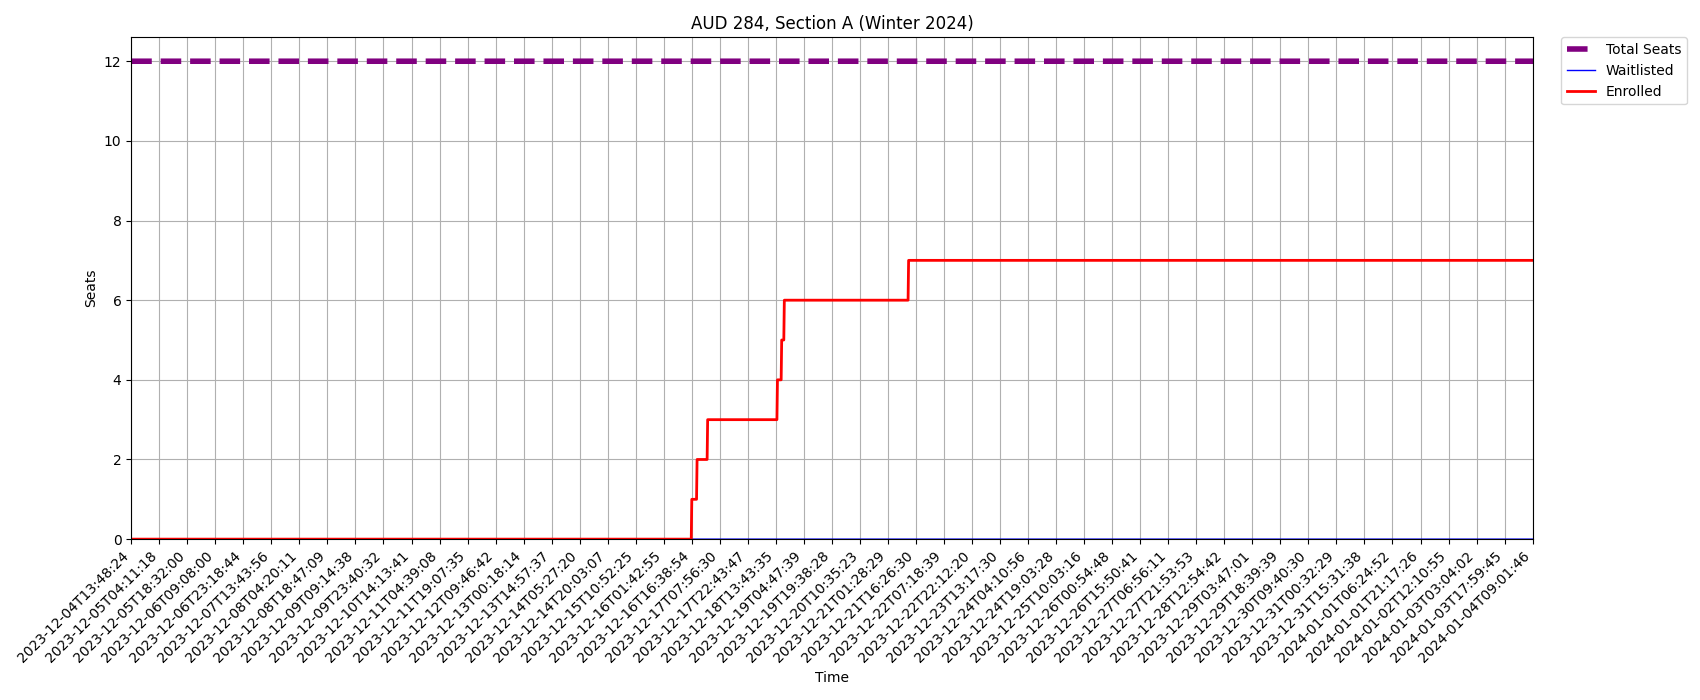 AUD 284, Section A (Winter 2024)
Total Seats
Waitlisted
Enrolled
12
10
8
6
4
2
0
Seats
2023-12-04T13:48:24
2023-12-05T04:11:18
2023-12-05T18:32:00
2023-12-06T09:08:00
2023-12-06T23:18:44
2023-12-07T13:43:56
2023-12-08T04:20:11
2023-12-08T18:47:09
2023-12-09T09:14:38
2023-12-09T23:40:32
2023-12-10T14:13:41
2023-12-11T04:39:08
2023-12-11T19:07:35
2023-12-12T09:46:42
2023-12-13T00:18:14
2023-12-13T14:57:37
2023-12-14T05:27:20
2023-12-14T20:03:07
2023-12-15T10:52:25
2023-12-16T01:42:55
2023-12-16T16:38:54
2023-12-17T07:56:30
2023-12-17T22:43:47
2023-12-18T13:43:35
2023-12-19T04:47:39
2023-12-19T19:38:28
2023-12-20T10:35:23
2023-12-21T01:28:29
2023-12-21T16:26:30
2023-12-22T07:18:39
2023-12-22T22:12:20
2023-12-23T13:17:30
2023-12-24T04:10:56
2023-12-24T19:03:28
2023-12-25T10:03:16
2023-12-26T00:54:48
2023-12-26T15:50:41
2023-12-27T06:56:11
2023-12-27T21:53:53
2023-12-28T12:54:42
2023-12-29T03:47:01
2023-12-29T18:39:39
2023-12-30T09:40:30
2023-12-31T00:32:29
2023-12-31T15:31:38
2024-01-01T06:24:52
2024-01-01T21:17:26
2024-01-02T12:10:55
2024-01-03T03:04:02
2024-01-03T17:59:45
2024-01-04T09:01:46
Time